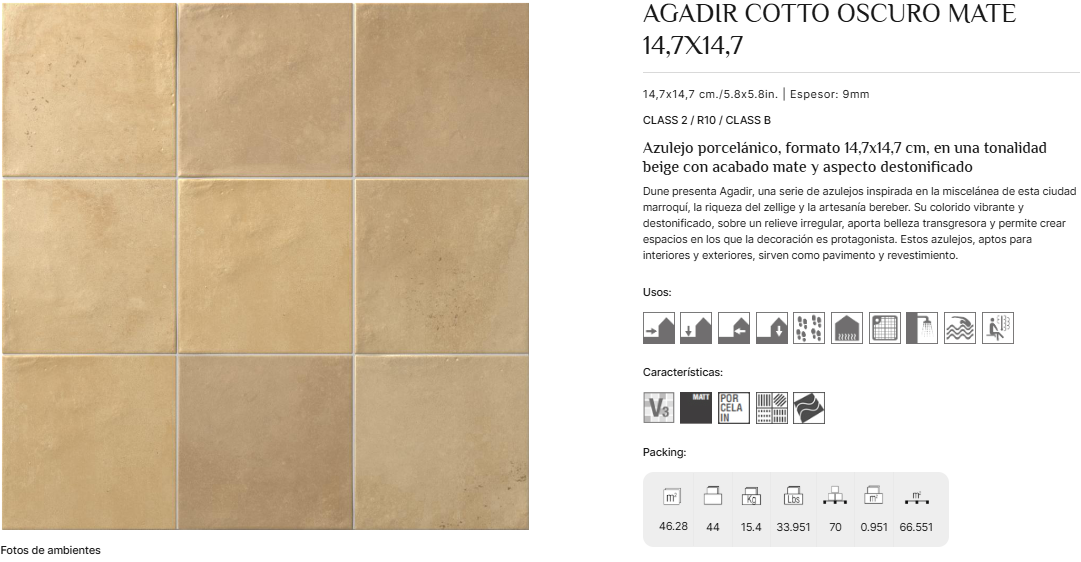 AGADIR COTTO OSCURO MATE
14,7X14,7
14,7x14,7 cm./5.8x5.8in. | Espesor: 9mm
CLASS 2 / R10 / CLASS B
Azulejo porcelánico, formato 14,7x14,7 cm, en una tonalidad
beige con acabado mate y aspecto destonificado
Dune presenta Agadir, una serie de azulejos inspirada en la miscelánea de esta ciudad
marroquí, la riqueza del zellige y la artesanía bereber. Su colorido vibrante y
destonificado, sobre un relieve irregular, aporta belleza transgresora y permite crear
espacios en los que la decoración es protagonista. Estos azulejos, aptos para
interiores y exteriores, sirven como pavimento y revestimiento.
Usos:
Características:
V3 MATT POR
CELA
IN
Packing:
m² Kg Lbs m² m²
46.28 44 15.4 33.951 70 0.951 66.551
Fotos de ambientes